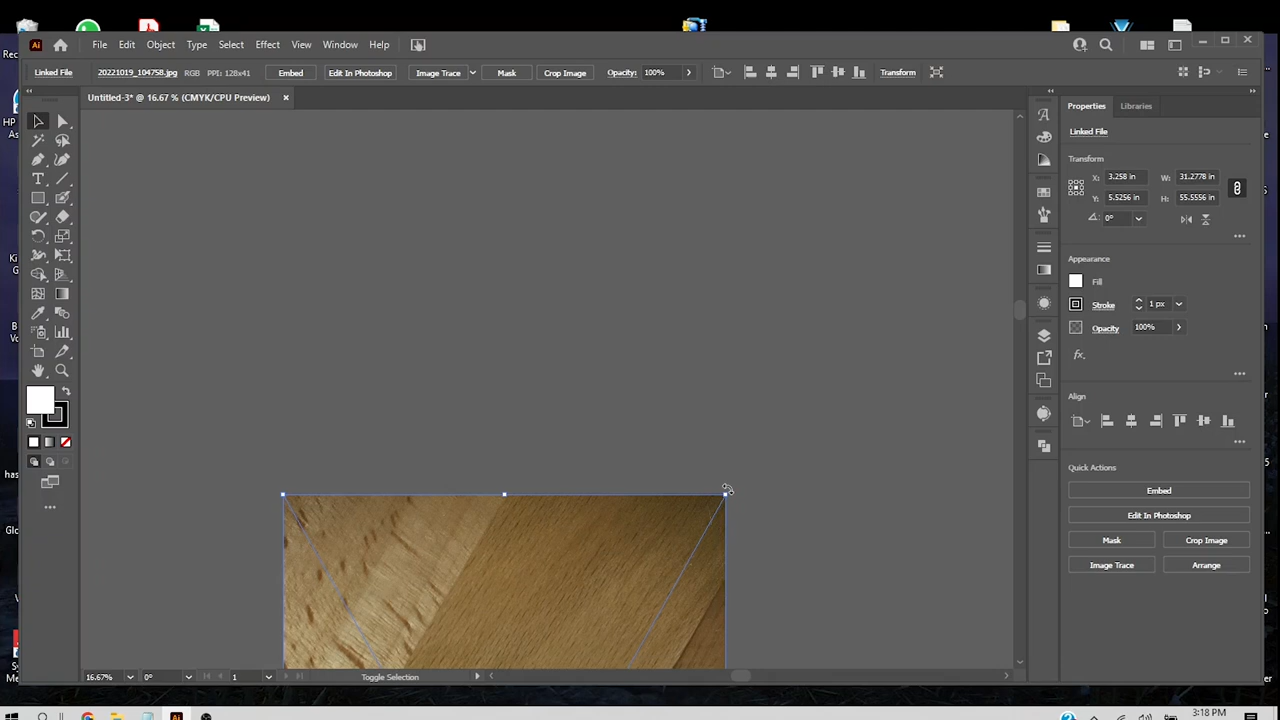 Ai File Edit Object Type Select Effect View Window Help
Linked File 20221019_104758.jpg RGB PPI: 128x41 Embed Edit In Photoshop Image Trace Mask Crop Image Opacity: 100% Transform
Untitled-3* @ 16.67 % (CMYK/CPU Preview)
Properties Libraries
Linked File
Transform
X: 3.258 in W: 31.2778 in
Y: 5.5256 in H: 55.5556 in
0°
Appearance
Fill
Stroke 1 px
Opacity 100%
fx.
Align
Quick Actions
Embed
Edit In Photoshop
Mask Crop Image
Image Trace Arrange
16.67% 0° 1 Toggle Selection
Ai 3:18 PM